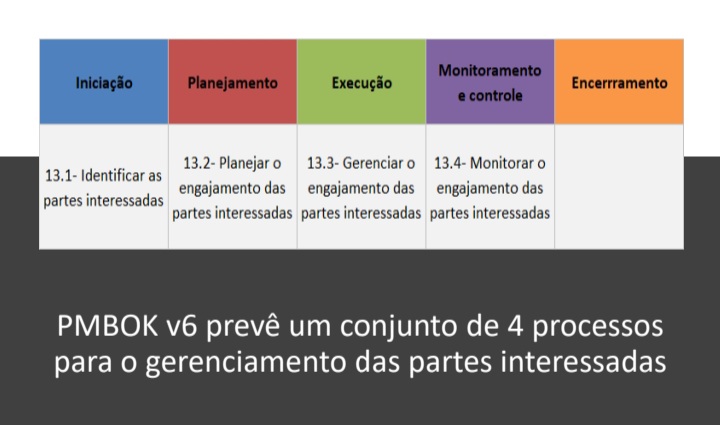 Iniciação
Planejamento
Execução
Monitoramento
e controle
Encerrramento
13.1- Identificar as
partes interessadas
13.2- Planejar o
engajamento das
partes interessadas
13.3- Gerenciar o
engajamento das
partes interessadas
13.4- Monitorar o
engajamento das
partes interessadas
PMBOK v6 prevê um conjunto de 4 processos
para o gerenciamento das partes interessadas